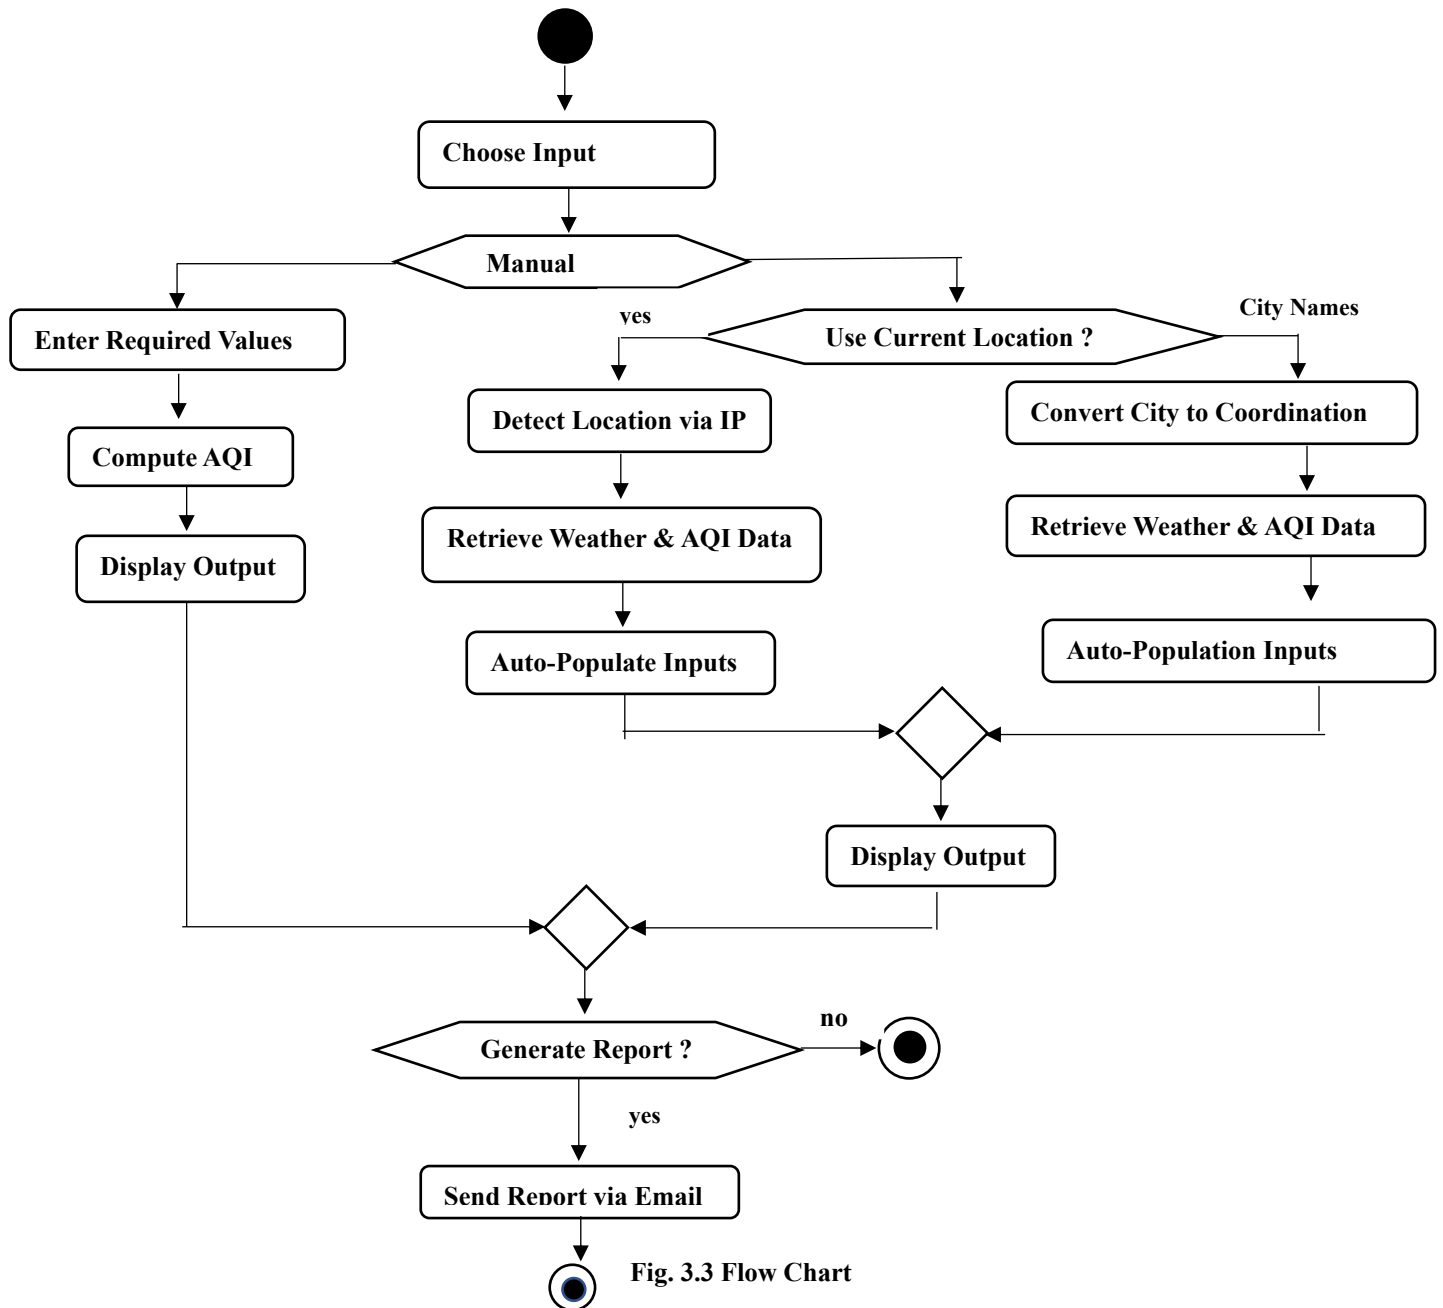 Choose Input
Manual
Enter Required Values
yes
Use Current Location ?
City Names
Compute AQI
Display Output
Detect Location via IP
Retrieve Weather & AQI Data
Auto-Populate Inputs
Convert City to Coordination
Retrieve Weather & AQI Data
Auto-Population Inputs
Display Output
Generate Report ?
no
yes
Send Report via Email
Fig. 3.3 Flow Chart